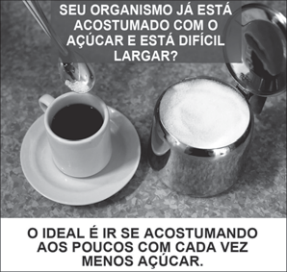 SEU ORGANISMO JÁ ESTÁ
ACOSTUMADO COM O
AÇÚCAR E ESTÁ DIFÍCIL
LARGAR?
O IDEAL É IR SE ACOSTUMANDO
AOS POUCOS COM CADA VEZ
MENOS AÇÚCAR.